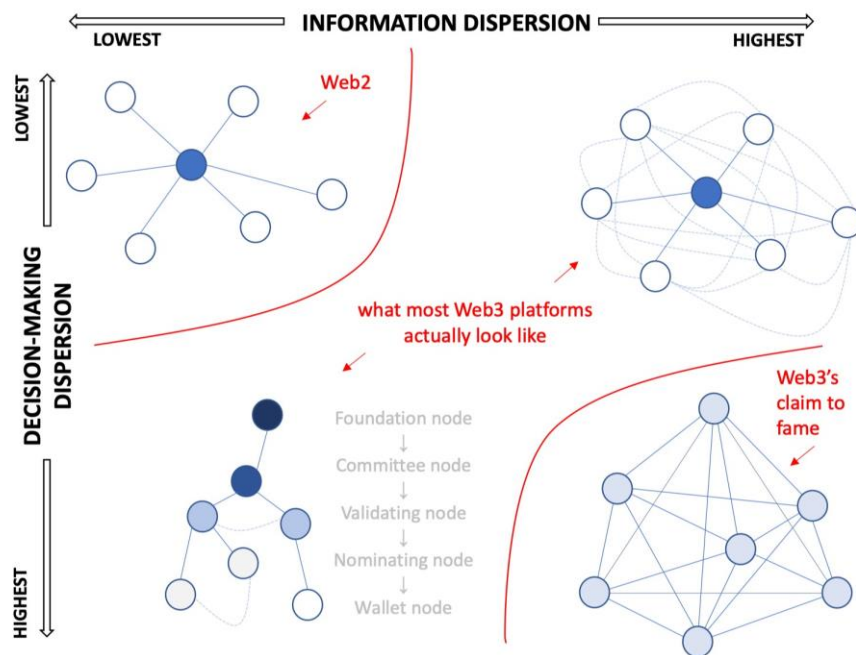 INFORMATION DISPERSION
LOWEST
HIGHEST
LOWEST
DECISION-MAKING
DISPERSION
HIGHEST
Web2
what most Web3 platforms
actually look like
Web3's
claim to
fame
Foundation node
↓
Committee node
↓
Validating node
↓
Nominating node
↓
Wallet node